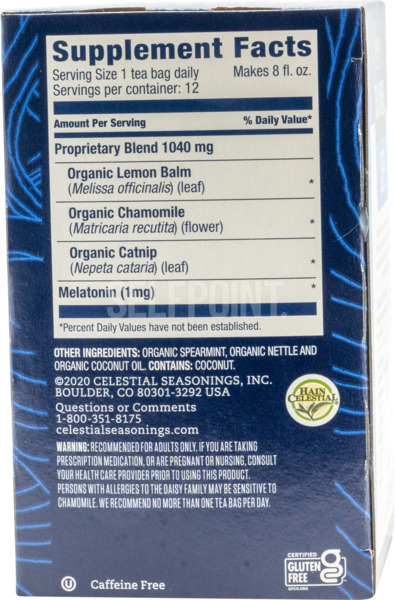 Supplement Facts
Serving Size 1 tea bag daily Makes 8 fl. oz.
Servings per container: 12
Amount Per Serving % Daily Value*
Proprietary Blend 1040 mg
Organic Lemon Balm
(Melissa officinalis) (leaf) *
Organic Chamomile
(Matricaria recutita) (flower) *
Organic Catnip
(Nepeta cataria) (leaf) *
Melatonin (1mg) *
SELFPOINT.
*Percent Daily Values have not been established.
OTHER INGREDIENTS: ORGANIC SPEARMINT, ORGANIC NETTLE AND
ORGANIC COCONUT OIL. CONTAINS: COCONUT.
©2020 CELESTIAL SEASONINGS, INC.
BOULDER, CO 80301-3292 USA
Questions or Comments
1-800-351-8175
celestialseasonings.com
HAIN
CELESTIAL®
WARNING: RECOMMENDED FOR ADULTS ONLY. IF YOU ARE TAKING
PRESCRIPTION MEDICATION, OR ARE PREGNANT OR NURSING, CONSULT
YOUR HEALTH CARE PROVIDER PRIOR TO USING THIS PRODUCT.
PERSONS WITH ALLERGIES TO THE DAISY FAMILY MAY BE SENSITIVE TO
CHAMOMILE. WE RECOMMEND NO MORE THAN ONE TEA BAG PER DAY.
CERTIFIED
GLUTEN
FREE
GFCO.ORG
U Caffeine Free